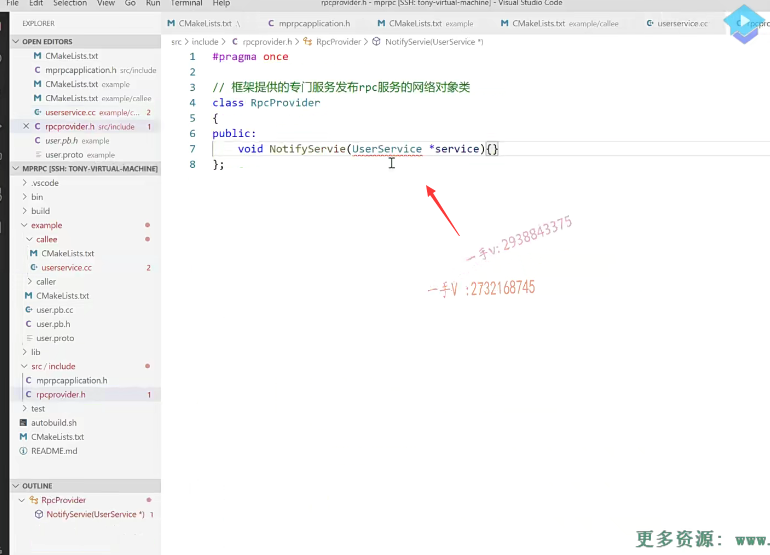 File Edit Selection View Go Run Terminal Help
rpcprovider.h - mprpc [SSH: tony-virtual-machine] - Visual Studio Code
EXPLORER
CMakeLists.txt .\
mprpcapplication.h
CMakeLists.txt example
CMakeLists.txt example/callee
userservice.cc
OPEN EDITORS
CMakeLists.txt
mprpcapplication.h src/include
CMakeLists.txt example
CMakeLists.txt example/callee
userservice.cc example/c... 2
rpcprovider.h src/include 1
user.pb.h example
user.proto example
MPRPC [SSH: TONY-VIRTUAL-MACHINE]
.vscode
bin
build
example
callee
CMakeLists.txt
userservice.cc 2
caller
CMakeLists.txt
user.pb.cc
user.pb.h
user.proto
lib
src / include
mprpcapplication.h
rpcprovider.h 1
test
autobuild.sh
CMakeLists.txt
README.md
OUTLINE
RpcProvider
NotifyServie(UserService *) 1
src > include > rpcprovider.h > RpcProvider > NotifyServie(UserService *)
1 #pragma once
2
3 // 框架提供的专门服务发布rpc服务的网络对象类
4 class RpcProvider
5 {
6 public:
7 void NotifyServie(UserService *service){}
8 };
一手v:2938843375
一手V :2732168745
更多资源: www.